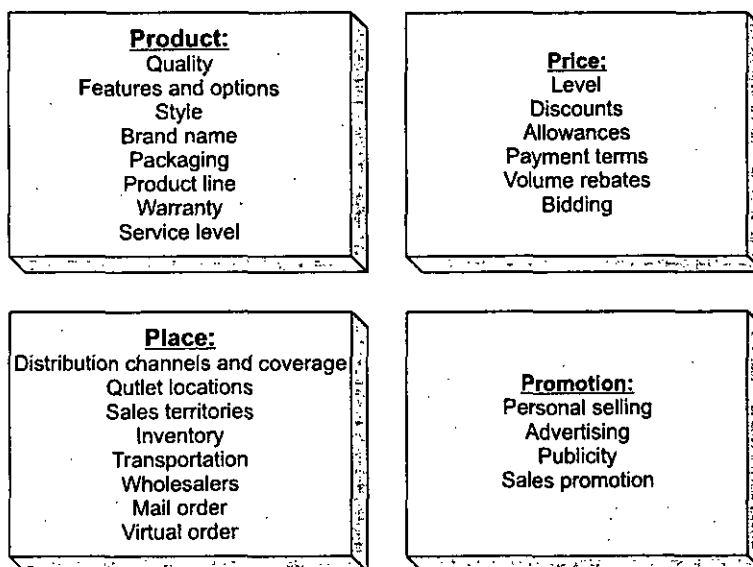 Product:
Quality
Features and options
Style
Brand name
Packaging
Product line
Warranty
Service level
Price:
Level
Discounts
Allowances
Payment terms
Volume rebates
Bidding
Place:
Distribution channels and coverage
Outlet locations
Sales territories
Inventory
Transportation
Wholesalers
Mail order
Virtual order
Promotion:
Personal selling
Advertising
Publicity
Sales promotion